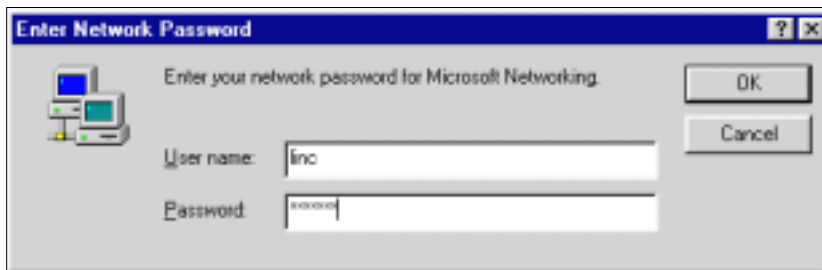 Enter Network Password
? ×
Enter your network password for Microsoft Networking.
OK
Cancel
User name: linc
Password: ****